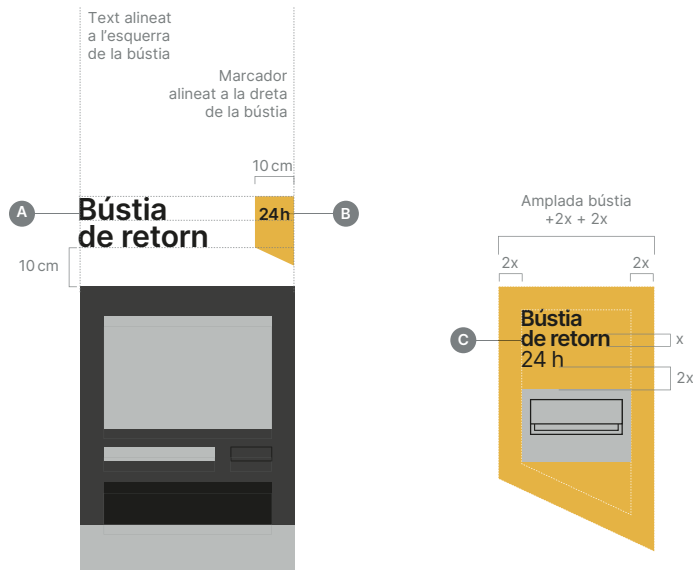 Text alineat
a l’esquerra
de la bústia
Marcador
alineat a la dreta
de la bústia
10 cm
A
Bústia
de retorn
24h
B
10 cm
Amplada bústia
+2x + 2x
2x
2x
C
Bústia
de retorn
24 h
x
2x